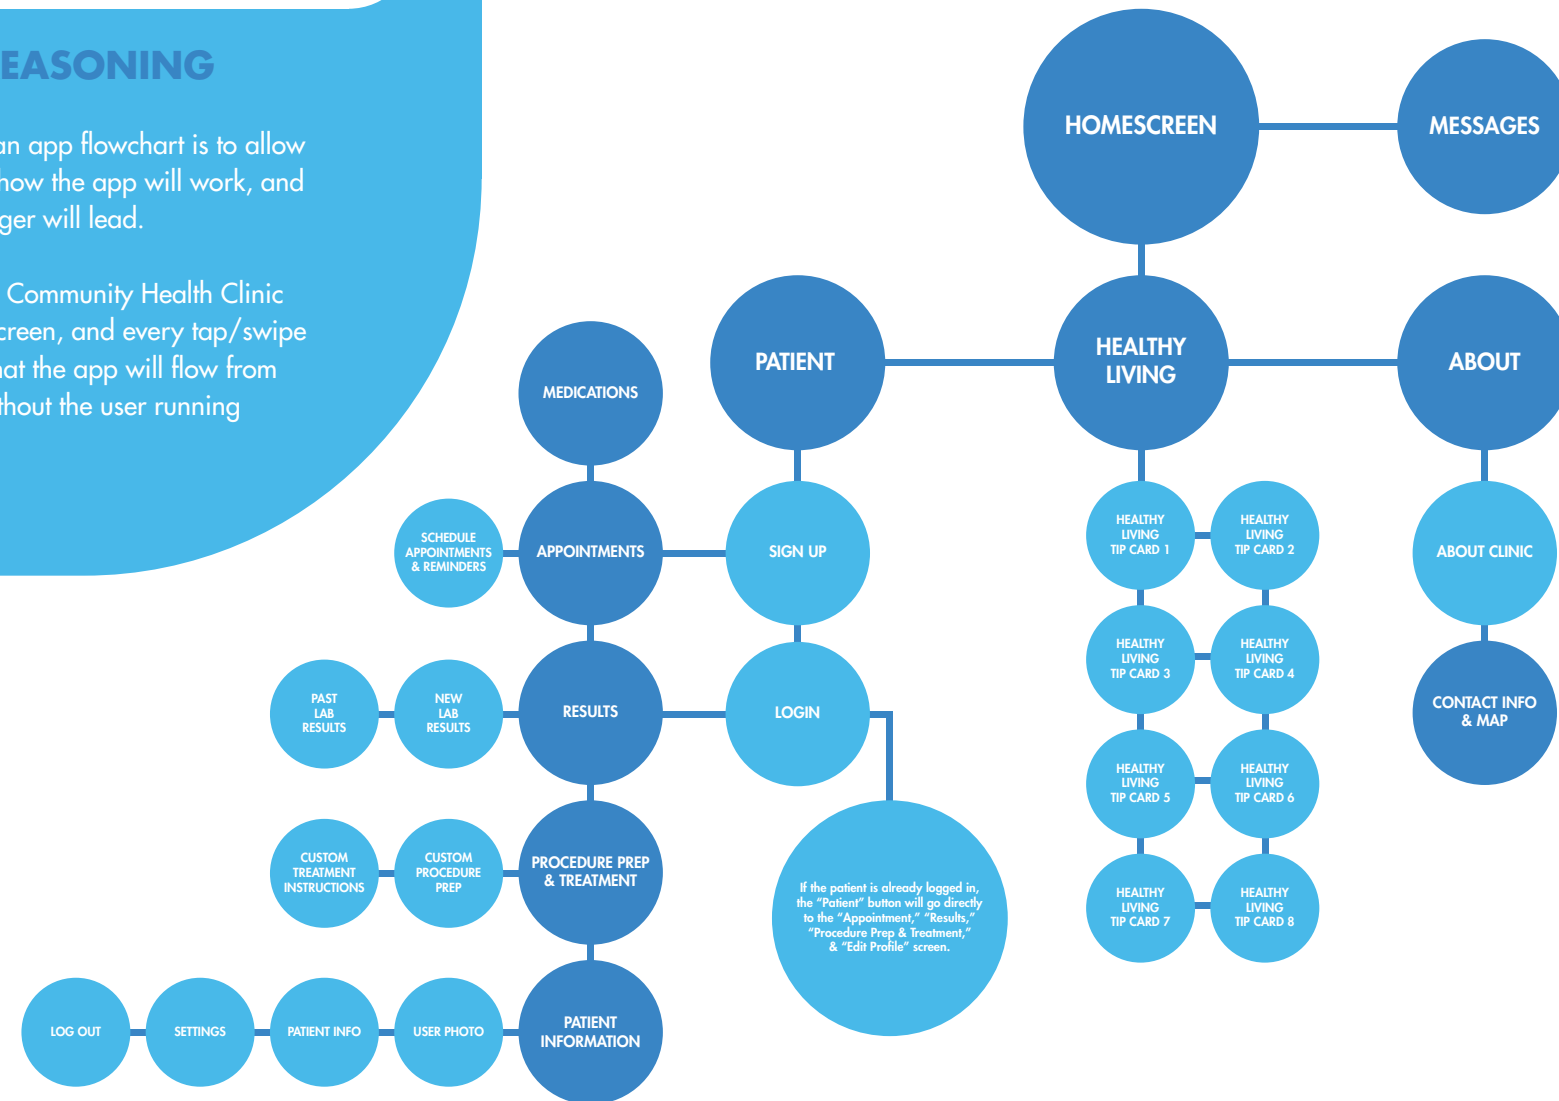 EASONING
an app flowchart is to allow
how the app will work, and
ger will lead.
Community Health Clinic
creen, and every tap/swipe
hat the app will flow from
thout the user running
HOMESCREEN
MESSAGES
PATIENT
HEALTHY
LIVING
ABOUT
MEDICATIONS
SCHEDULE
APPOINTMENTS
& REMINDERS
APPOINTMENTS
SIGN UP
HEALTHY
LIVING
TIP CARD 1
HEALTHY
LIVING
TIP CARD 2
ABOUT CLINIC
PAST
LAB
RESULTS
NEW
LAB
RESULTS
RESULTS
LOGIN
HEALTHY
LIVING
TIP CARD 3
HEALTHY
LIVING
TIP CARD 4
CONTACT INFO
& MAP
HEALTHY
LIVING
TIP CARD 5
HEALTHY
LIVING
TIP CARD 6
CUSTOM
TREATMENT
INSTRUCTIONS
CUSTOM
PROCEDURE
PREP
PROCEDURE PREP
& TREATMENT
If the patient is already logged in,
the “Patient” button will go directly
to the “Appointment,” “Results,”
“Procedure Prep & Treatment,”
& “Edit Profile” screen.
HEALTHY
LIVING
TIP CARD 7
HEALTHY
LIVING
TIP CARD 8
LOG OUT
SETTINGS
PATIENT INFO
USER PHOTO
PATIENT
INFORMATION